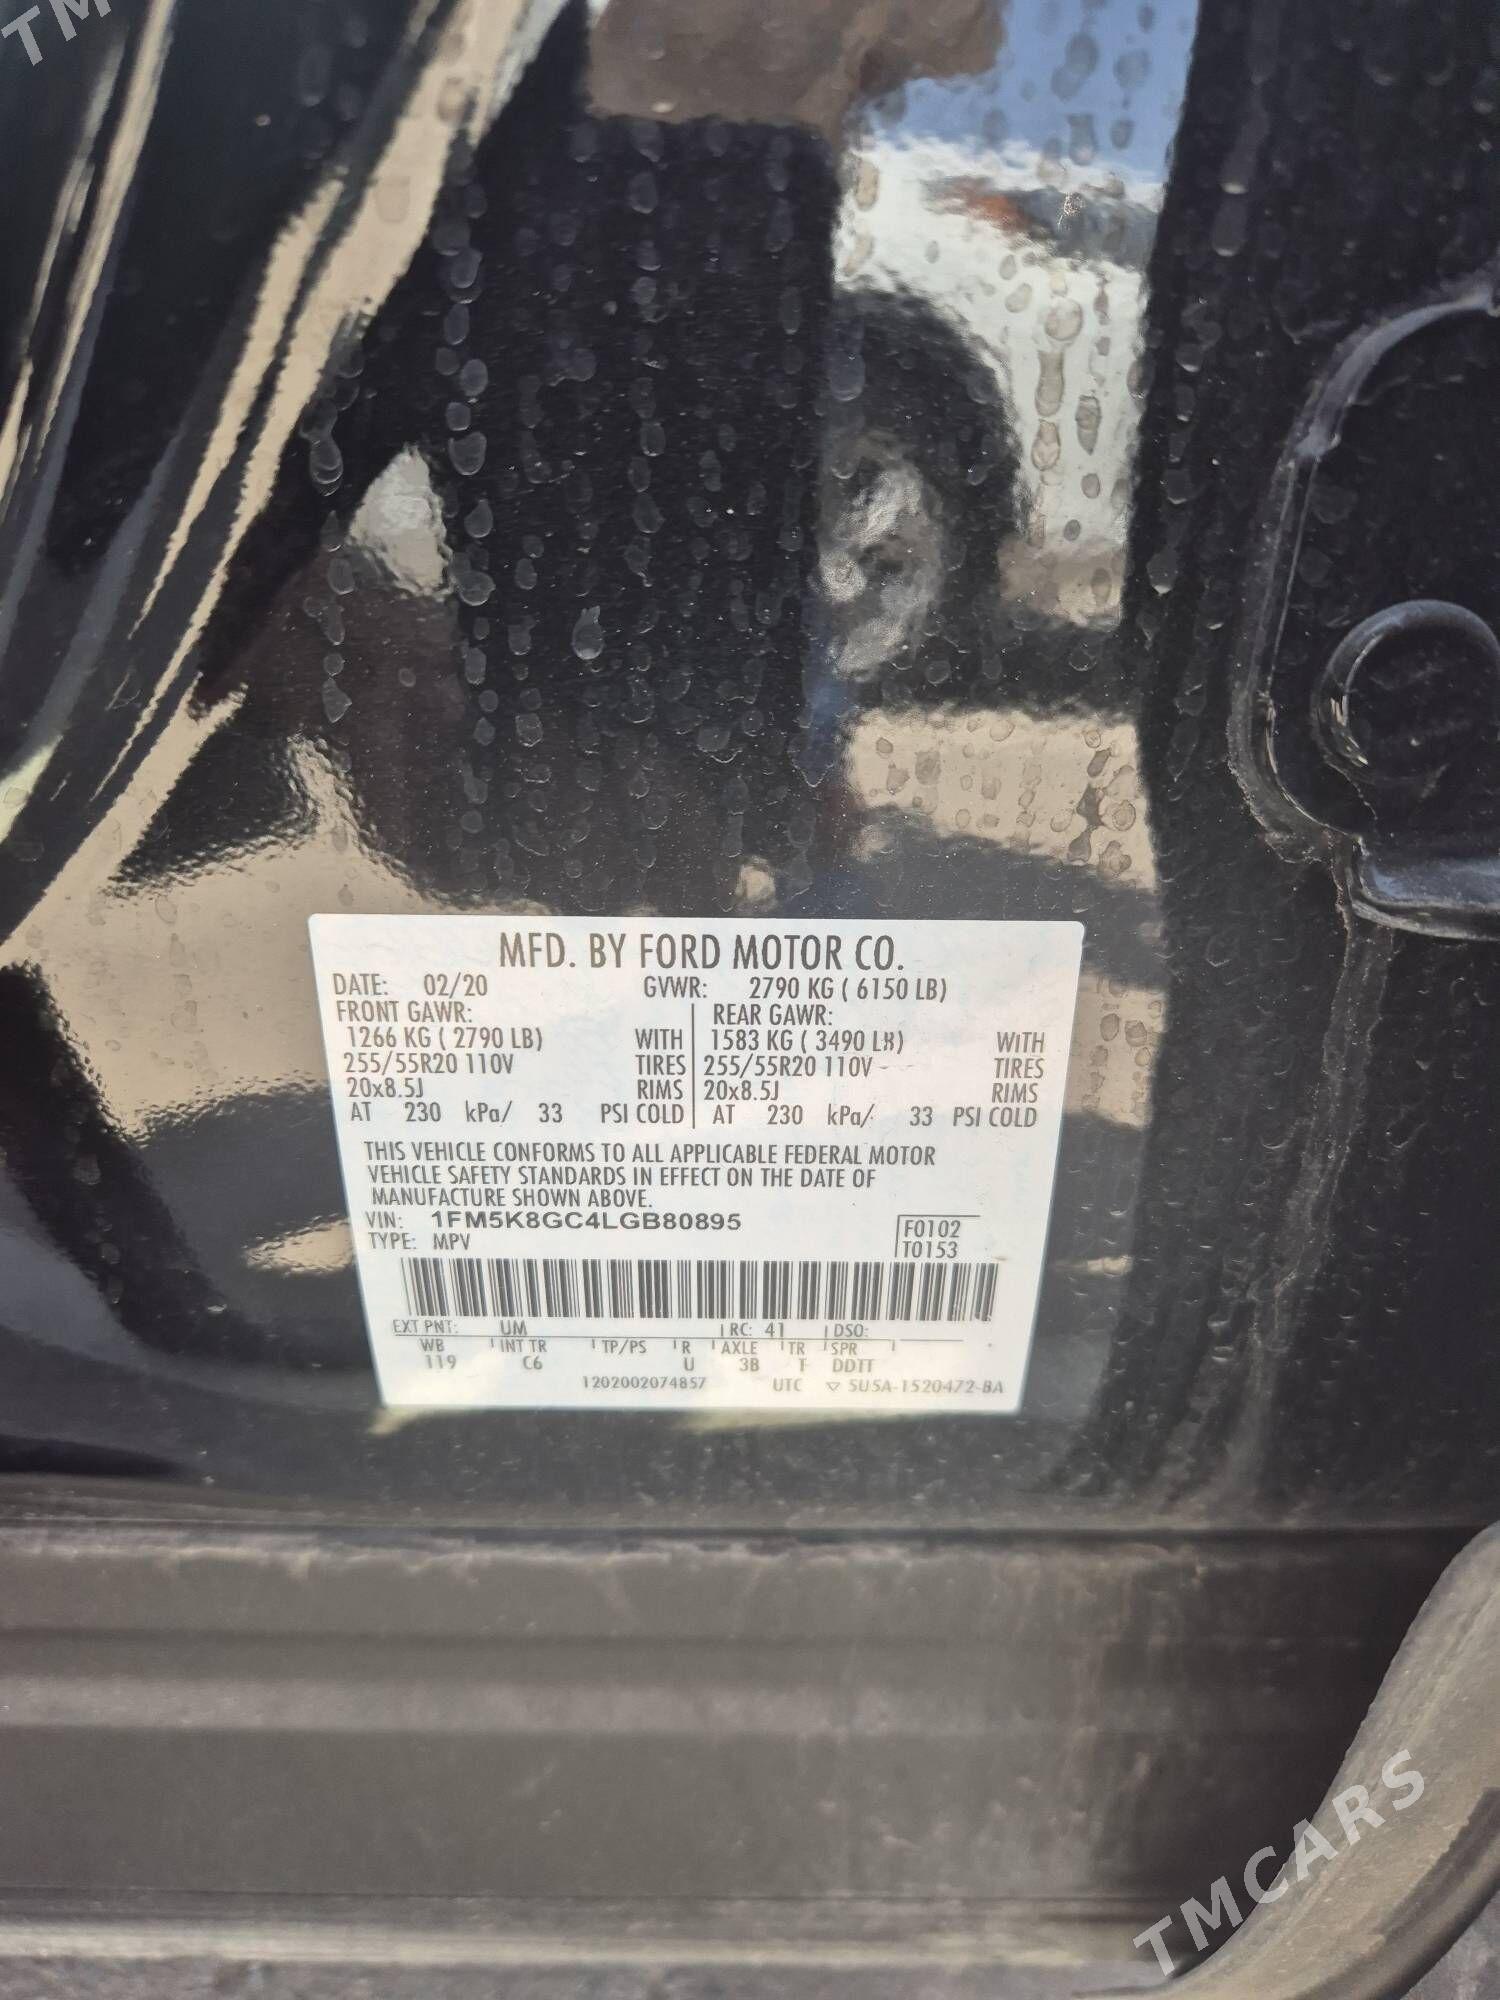 TM
MFD. BY FORD MOTOR CO.
DATE: 02/20 GVWR: 2790 KG ( 6150 LB)
FRONT GAWR: REAR GAWR:
1266 KG ( 2790 LB) WITH 1583 KG ( 3490 LB) WITH
255/55R20 110V TIRES 255/55R20 110V TIRES
20x8.5J RIMS 20x8.5J RIMS
AT 230 kPa/ 33 PSI COLD AT 230 kPa/ 33 PSI COLD
THIS VEHICLE CONFORMS TO ALL APPLICABLE FEDERAL MOTOR
VEHICLE SAFETY STANDARDS IN EFFECT ON THE DATE OF
MANUFACTURE SHOWN ABOVE.
VIN: 1FM5K8GC4LGB80895 F0102
TYPE: MPV T0153
EXT PNT: UM RC: 41 DSO:
WB INT TR TP/PS R AXLE TR SPR
119 C6 U 3B T DDTT
1202002074857 UTC ▽ 5U5A-1520472-BA
TMCARS